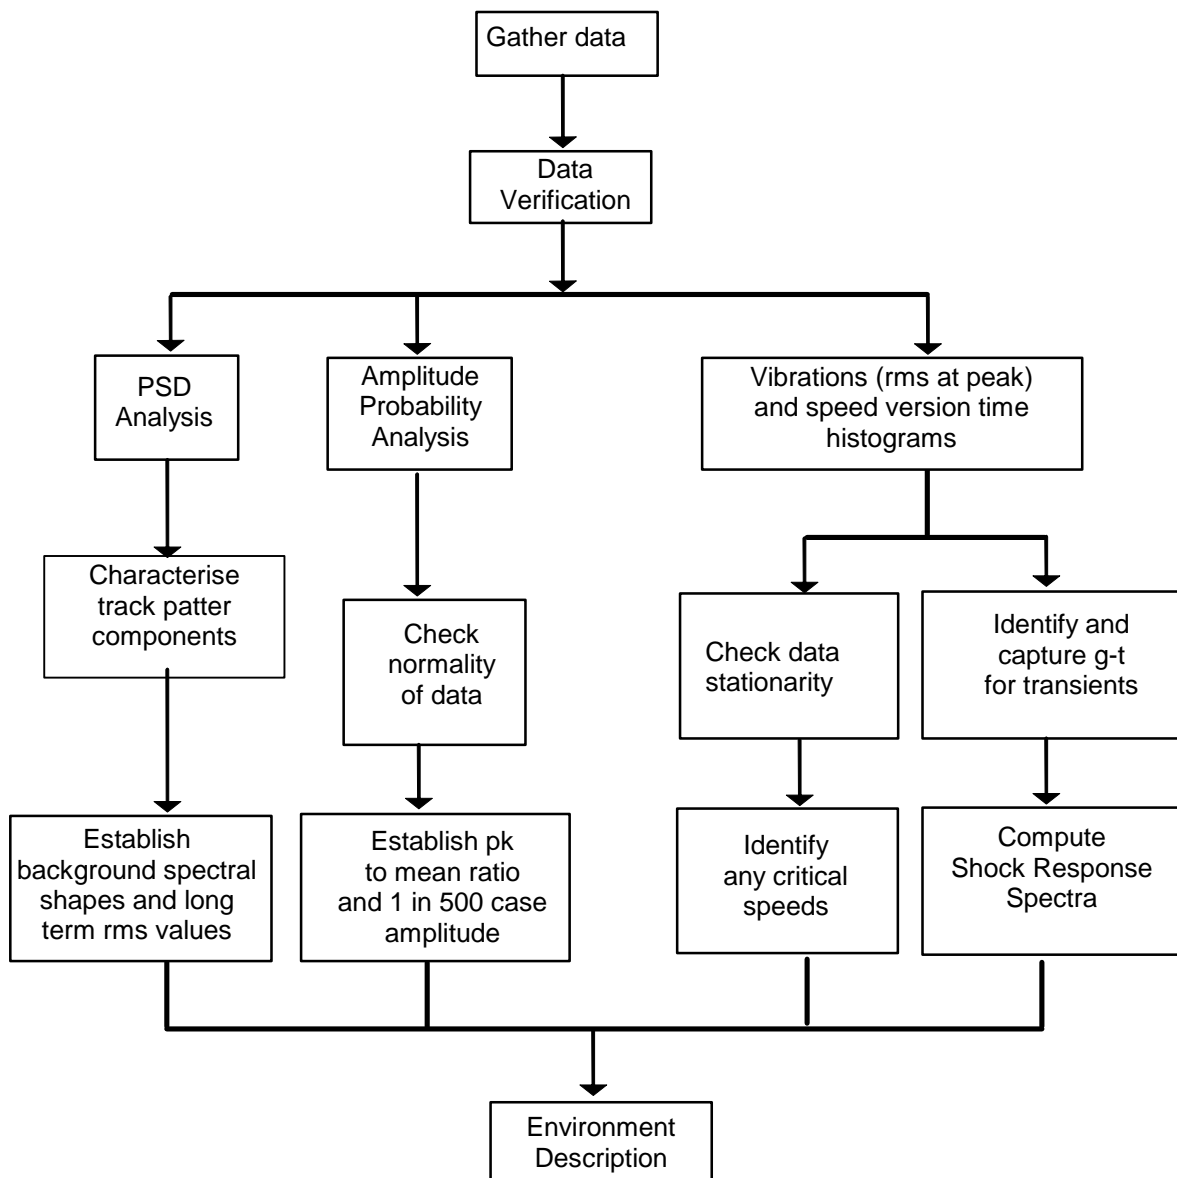 Gather data
Data
Verification
PSD
Analysis
Amplitude
Probability
Analysis
Vibrations (rms at peak)
and speed version time
histograms
Characterise
track patter
components
Check
normality
of data
Check data
stationarity
Identify and
capture g-t
for transients
Establish
background spectral
shapes and long
term rms values
Establish pk
to mean ratio
and 1 in 500 case
amplitude
Identify
any critical
speeds
Compute
Shock Response
Spectra
Environment
Description